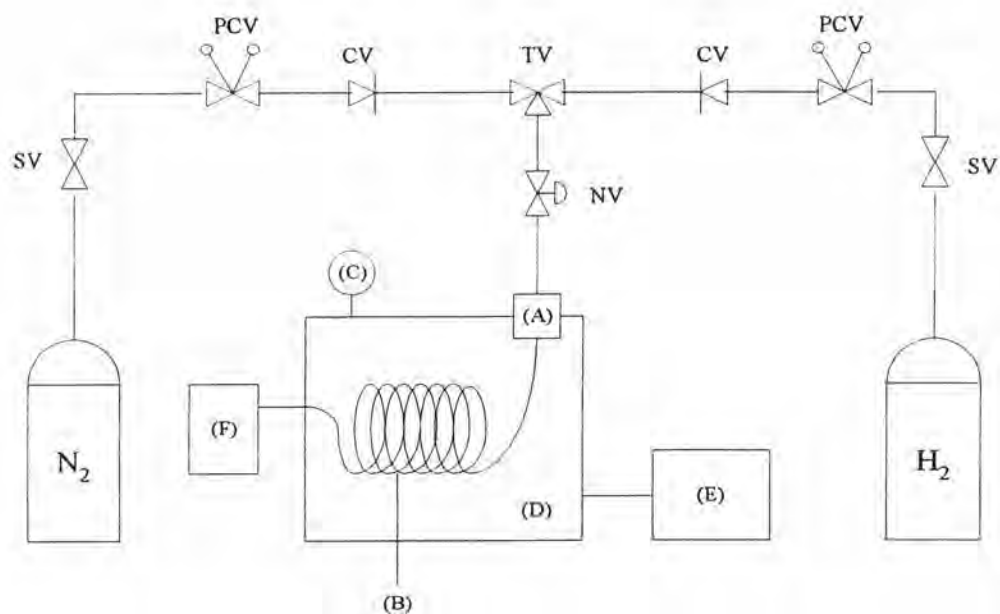 PCV
PCV
CV
TV
CV
SV
SV
NV
(C)
(A)
(F)
N₂
H₂
(D)
(E)
(B)